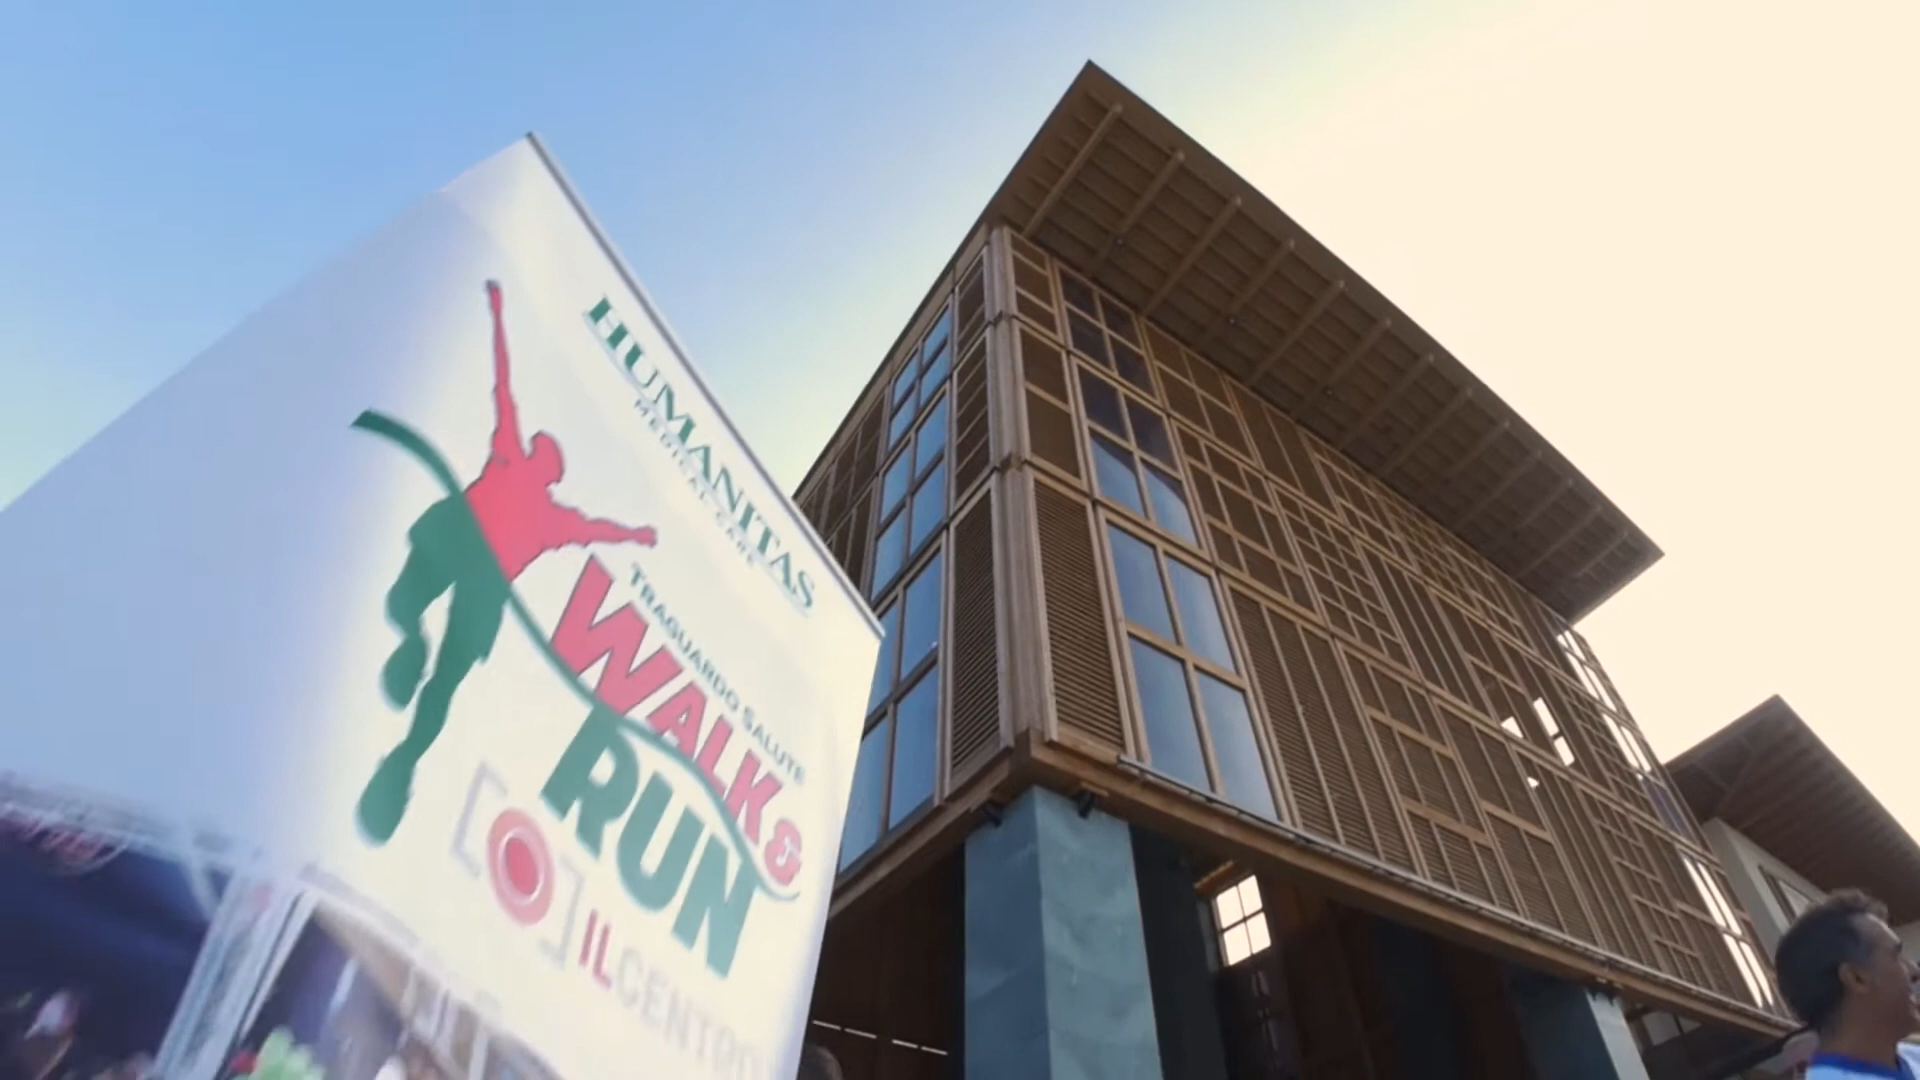 HUMANITAS
MEDICAL CARE
TRAGUARDO SALUTE
WALK &
RUN
IL CENTRO